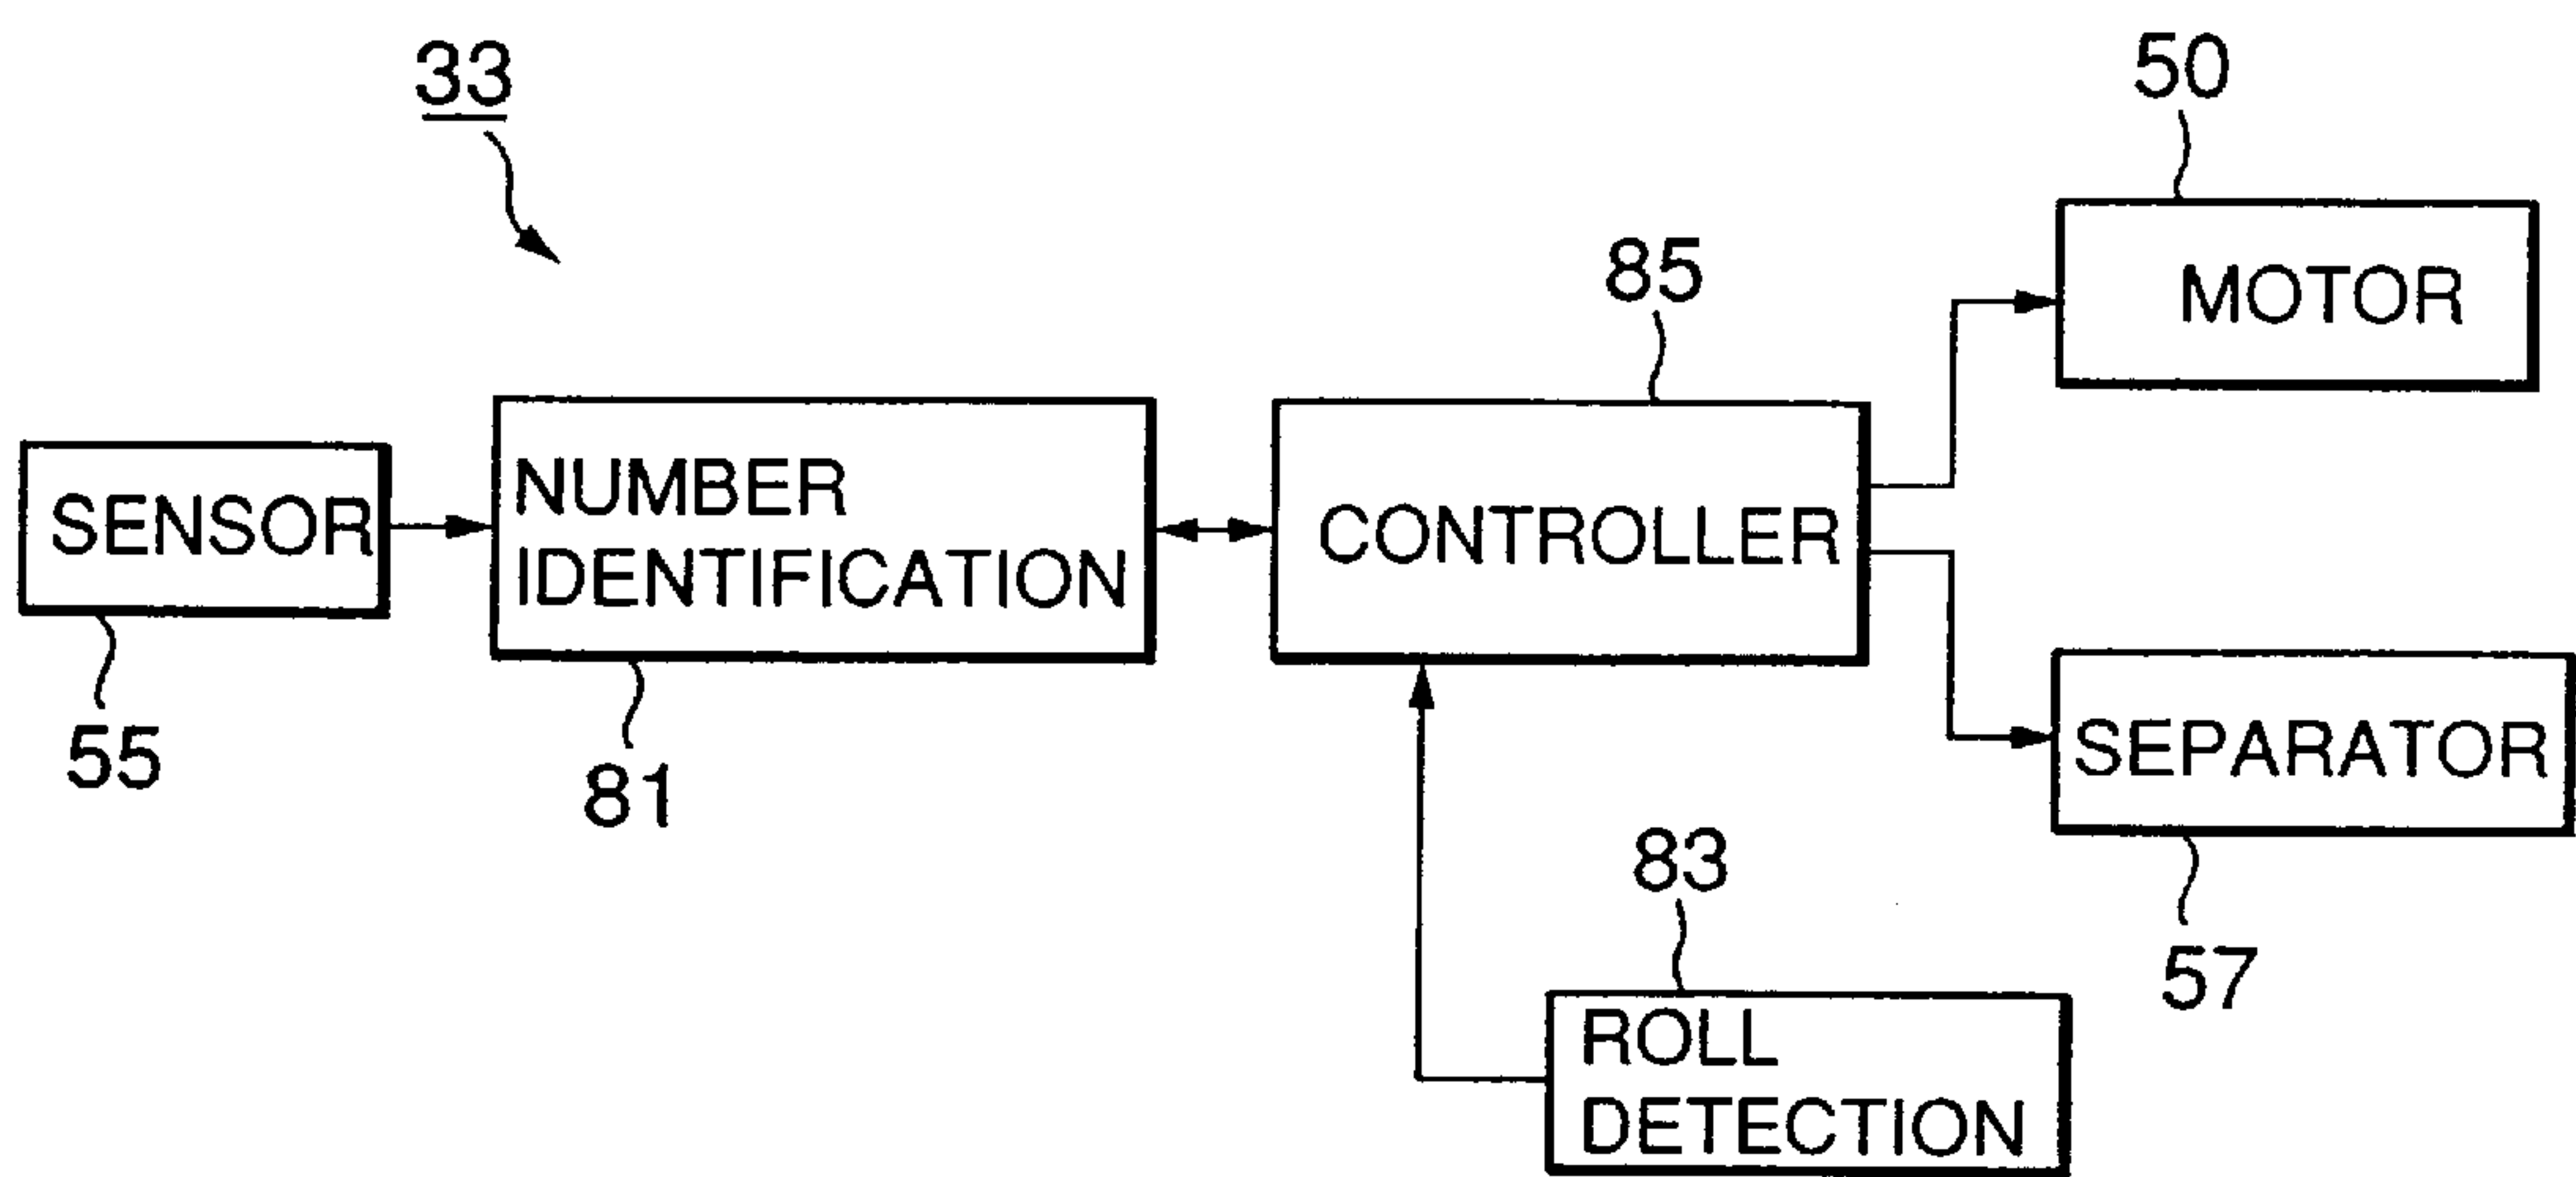 33
50
MOTOR
85
SENSOR
NUMBER
IDENTIFICATION
CONTROLLER
55
81
SEPARATOR
57
83
ROLL
DETECTION